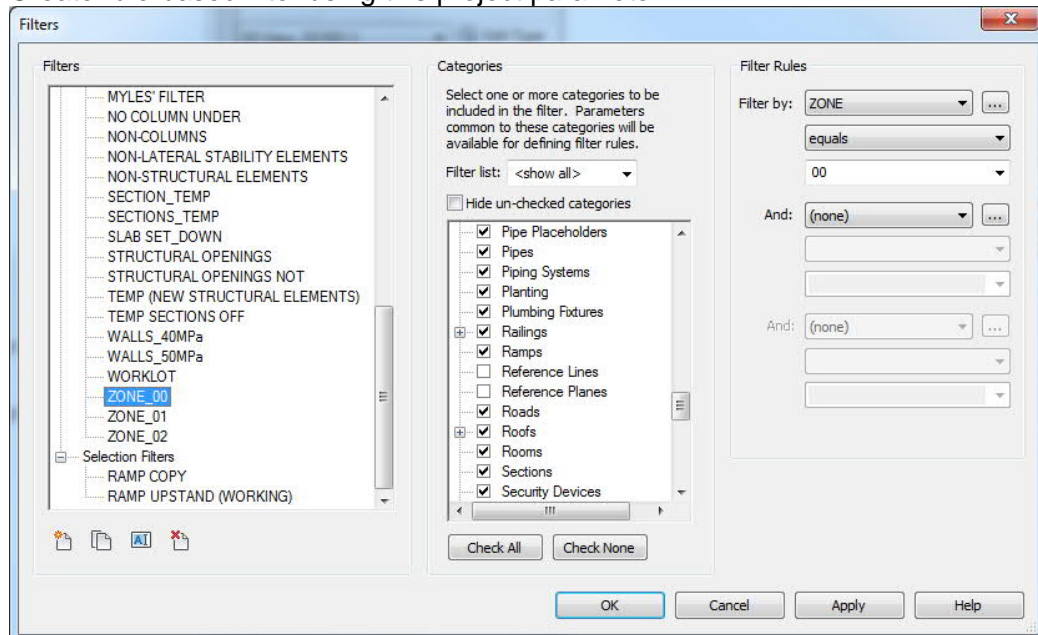 Filters
Filters
MYLES' FILTER
NO COLUMN UNDER
NON-COLUMNS
NON-LATERAL STABILITY ELEMENTS
NON-STRUCTURAL ELEMENTS
SECTION_TEMP
SECTIONS_TEMP
SLAB SET_DOWN
STRUCTURAL OPENINGS
STRUCTURAL OPENINGS NOT
TEMP (NEW STRUCTURAL ELEMENTS)
TEMP SECTIONS OFF
WALLS_40MPa
WALLS_50MPa
WORKLOT
ZONE_00
ZONE_01
ZONE_02
Selection Filters
RAMP COPY
RAMP UPSTAND (WORKING)
Categories
Select one or more categories to be
included in the filter. Parameters
common to these categories will be
available for defining filter rules.
Filter list: <show all>
Hide un-checked categories
Pipe Placeholders
Pipes
Piping Systems
Planting
Plumbing Fixtures
Railings
Ramps
Reference Lines
Reference Planes
Roads
Roofs
Rooms
Sections
Security Devices
Check All Check None
Filter Rules
Filter by: ZONE ...
equals
00
And: (none) ...
And: (none) ...
OK Cancel Apply Help